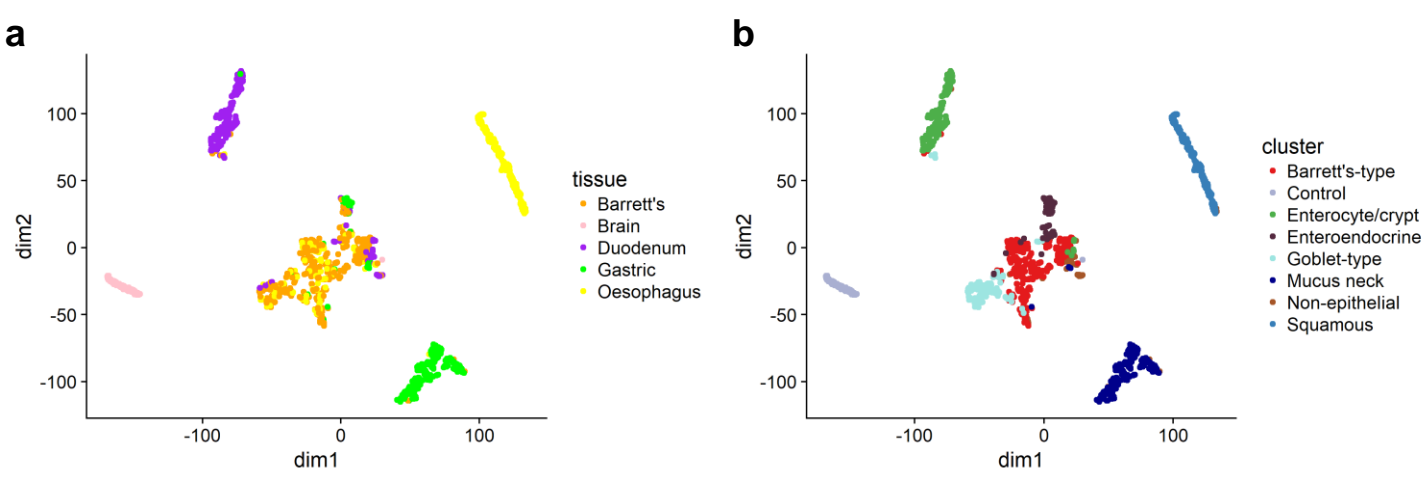 a
100
50
0
-50
-100
dim2
-100
0
100
dim1
tissue
Barrett's
Brain
Duodenum
Gastric
Oesophagus
b
100
50
0
-50
-100
dim2
-100
0
100
dim1
cluster
Barrett's-type
Control
Enterocyte/crypt
Enteroendocrine
Goblet-type
Mucus neck
Non-epithelial
Squamous